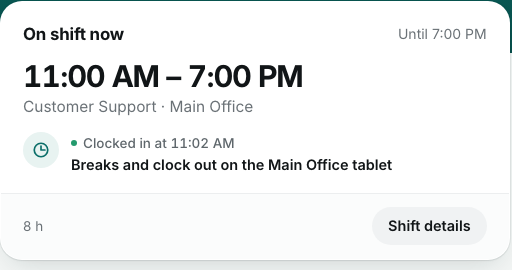 On shift now
Until 7:00 PM
11:00 AM – 7:00 PM
Customer Support · Main Office
Clocked in at 11:02 AM
Breaks and clock out on the Main Office tablet
8 h
Shift details